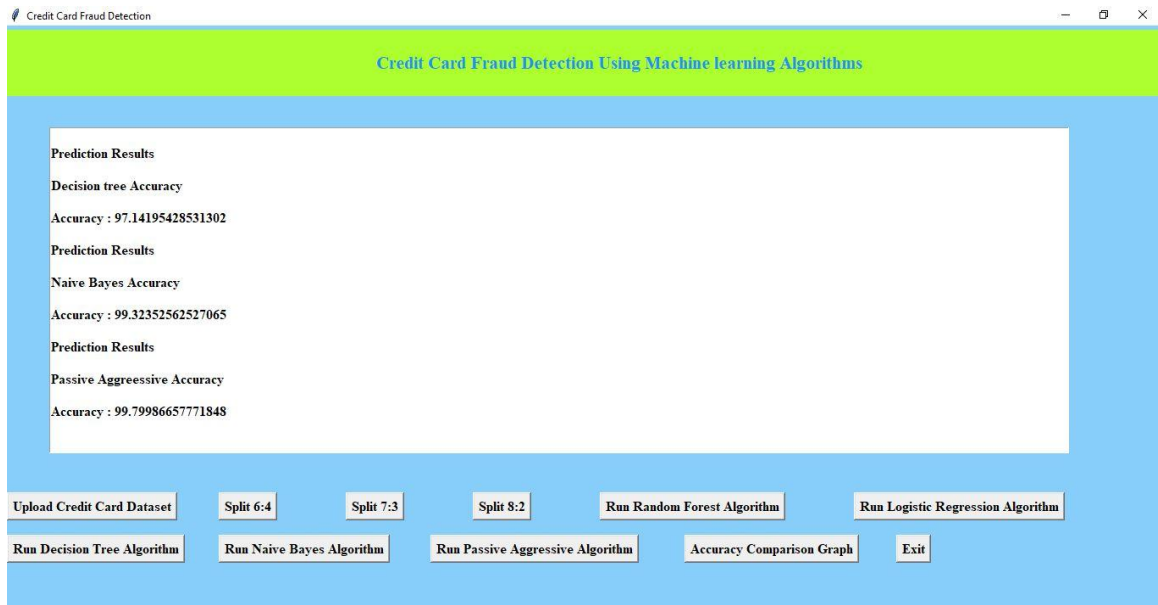 Credit Card Fraud Detection
Credit Card Fraud Detection Using Machine learning Algorithms
Prediction Results
Decision tree Accuracy
Accuracy : 97.14195428531302
Prediction Results
Naive Bayes Accuracy
Accuracy : 99.32352562527065
Prediction Results
Passive Aggreessive Accuracy
Accuracy : 99.79986657771848
Upload Credit Card Dataset Split 6:4 Split 7:3 Split 8:2 Run Random Forest Algorithm Run Logistic Regression Algorithm
Run Decision Tree Algorithm Run Naive Bayes Algorithm Run Passive Aggressive Algorithm Accuracy Comparison Graph Exit